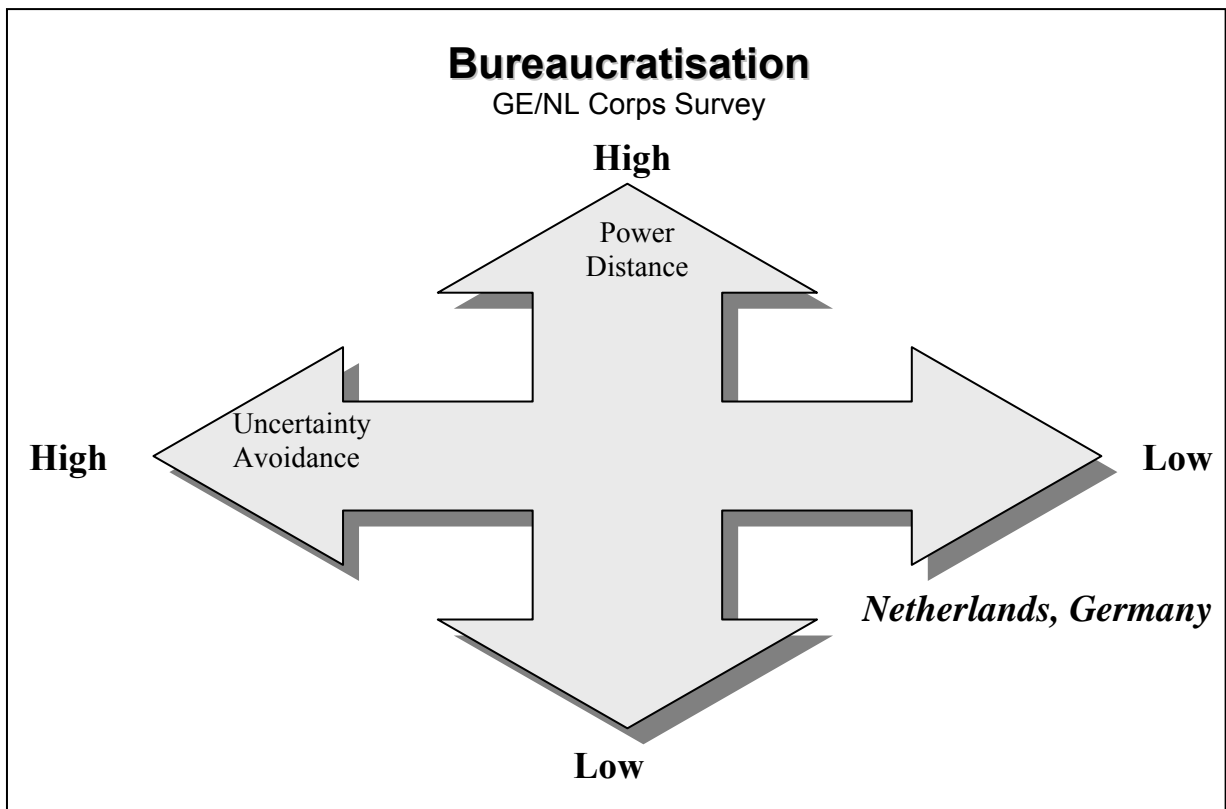 Bureaucratisation
GE/NL Corps Survey
High
Power
Distance
Uncertainty
Avoidance
High
Low
Netherlands, Germany
Low